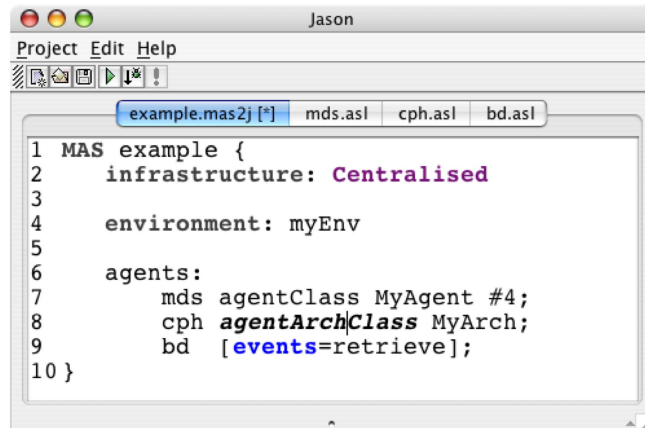 Jason
Project Edit Help
example.mas2j [*] mds.asl cph.asl bd.asl
1 MAS example {
2 infrastructure: Centralised
3
4 environment: myEnv
5
6 agents:
7 mds agentClass MyAgent #4;
8 cph agentArchClass MyArch;
9 bd [events=retrieve];
10 }